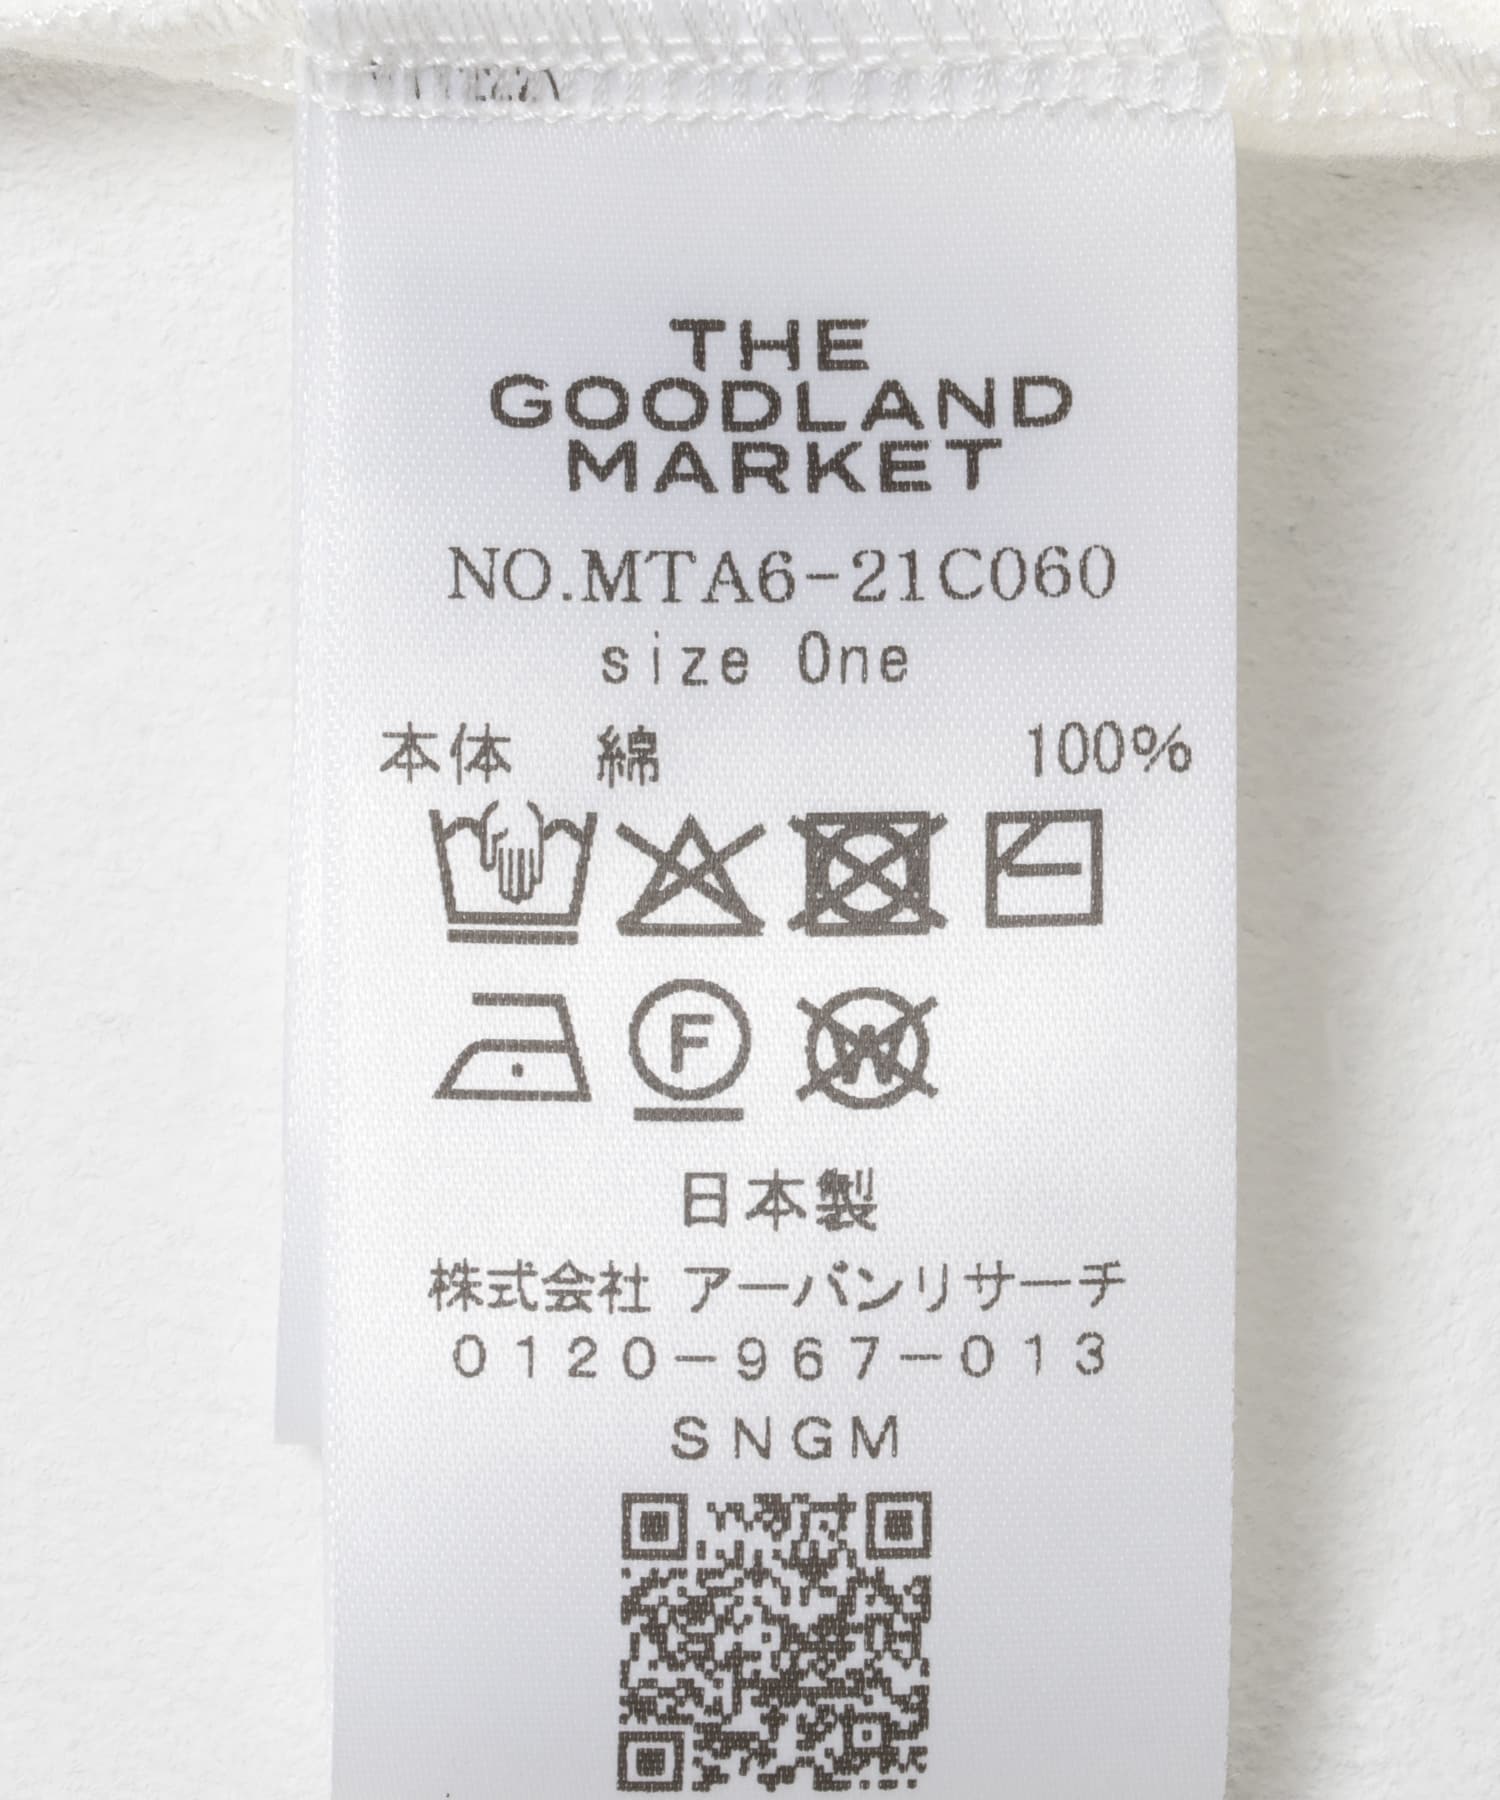 THE
GOODLAND
MARKET
NO.MTA6-21C060
size One
本体 綿 100%
F
W
日本製
株式会社 アーバンリサーチ
0120-967-013
SNGM